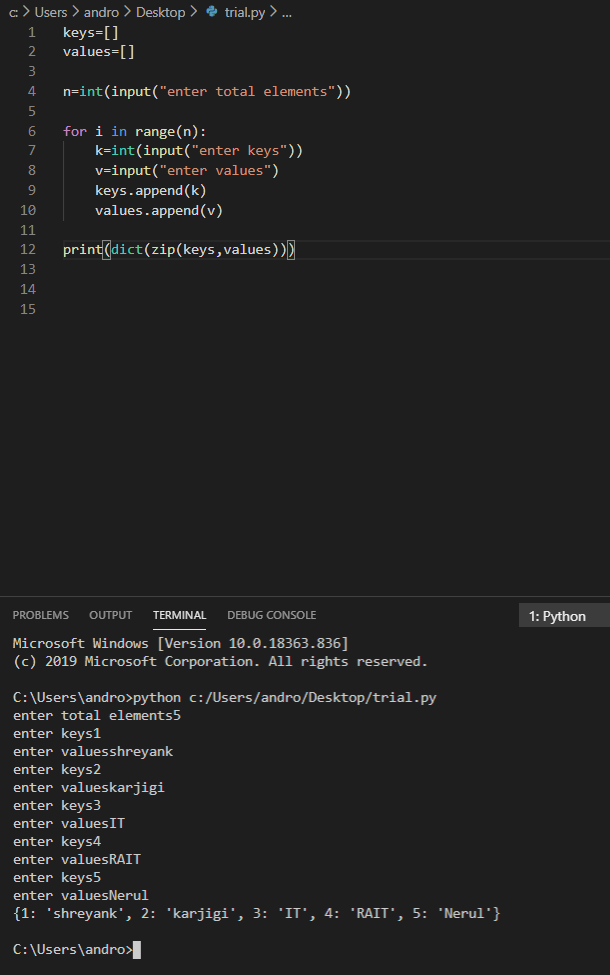 c: > Users > andro > Desktop > trial.py > ...
1 keys=[]
2 values=[]
3
4 n=int(input("enter total elements"))
5
6 for i in range(n):
7     k=int(input("enter keys"))
8     v=input("enter values")
9     keys.append(k)
10     values.append(v)
11
12 print(dict(zip(keys,values)))
13
14
15
PROBLEMS OUTPUT TERMINAL DEBUG CONSOLE 1: Python
Microsoft Windows [Version 10.0.18363.836]
(c) 2019 Microsoft Corporation. All rights reserved.
C:\Users\andro>python c:/Users/andro/Desktop/trial.py
enter total elements5
enter keys1
enter valuesshreyank
enter keys2
enter valueskarjigi
enter keys3
enter valuesIT
enter keys4
enter valuesRAIT
enter keys5
enter valuesNerul
{1: 'shreyank', 2: 'karjigi', 3: 'IT', 4: 'RAIT', 5: 'Nerul'}
C:\Users\andro>